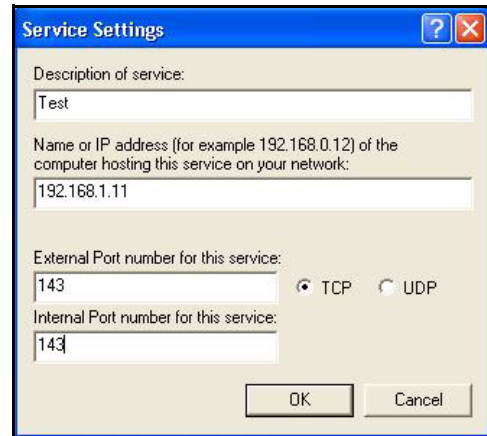 Service Settings
Description of service:
Test
Name or IP address (for example 192.168.0.12) of the
computer hosting this service on your network:
192.168.1.11
External Port number for this service:
143
TCP
UDP
Internal Port number for this service:
143
OK
Cancel